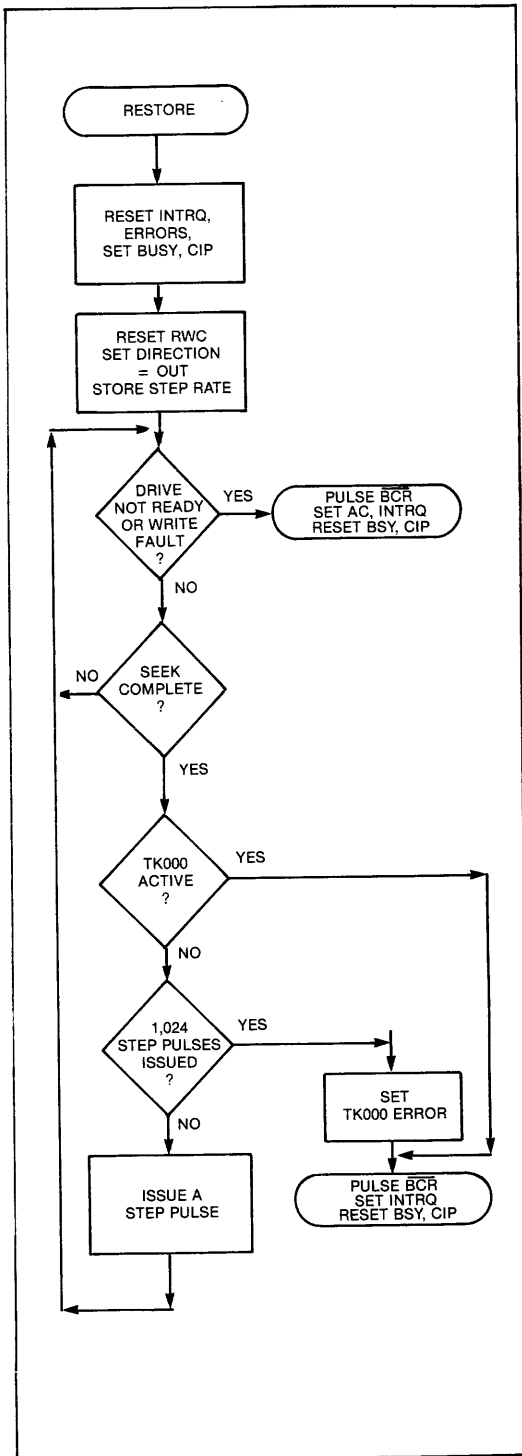 RESTORE
RESET INTRQ,
ERRORS,
SET BUSY, CIP
RESET RWC
SET DIRECTION
= OUT
STORE STEP RATE
DRIVE
NOT READY
OR WRITE
FAULT
?
YES
PULSE BCR
SET AC, INTRQ
RESET BSY, CIP
NO
SEEK
COMPLETE
?
NO
YES
TK000
ACTIVE
?
YES
NO
1,024
STEP PULSES
ISSUED
?
YES
SET
TK000 ERROR
NO
ISSUE A
STEP PULSE
PULSE BCR
SET INTRQ
RESET BSY, CIP